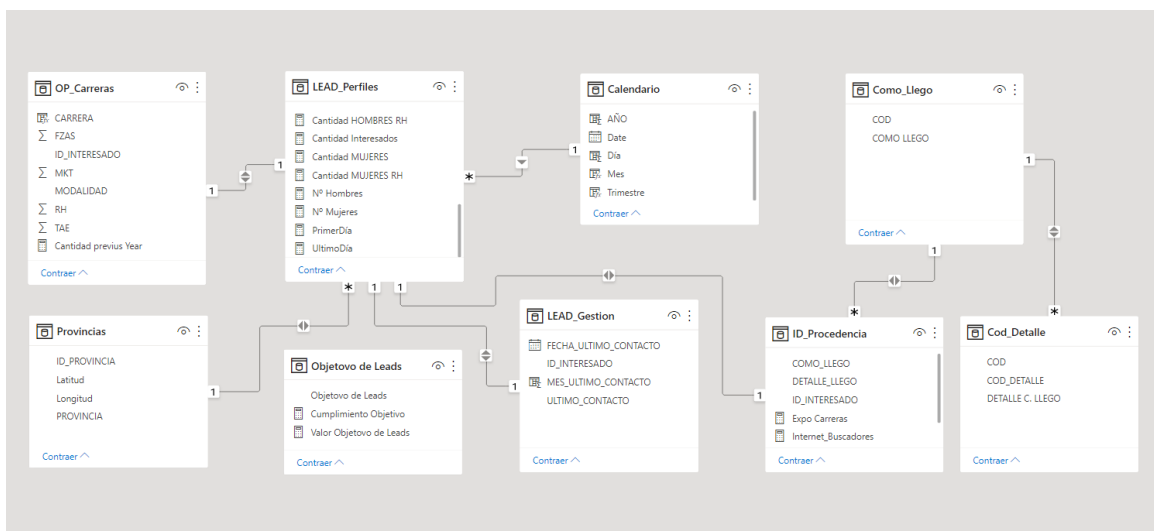 OP_Carreras
CARRERA
FZAS
ID_INTERESADO
MKT
MODALIDAD
RH
TAE
Cantidad previus Year
Contraer
1
1
LEAD_Perfiles
Cantidad HOMBRES RH
Cantidad Interesados
Cantidad MUJERES
Cantidad MUJERES RH
Nº Hombres
Nº Mujeres
PrimerDía
UltimoDía
Contraer
* 1 1
*
1
Calendario
AÑO
Date
Día
Mes
Trimestre
Contraer
Como_Llego
COD
COMO LLEGO
Contraer
1
1
Provincias
ID_PROVINCIA
Latitud
Longitud
PROVINCIA
Contraer
1
Objetovo de Leads
Objetovo de Leads
Cumplimiento Objetivo
Valor Objetovo de Leads
Contraer
1
LEAD_Gestion
FECHA_ULTIMO_CONTACTO
ID_INTERESADO
MES_ULTIMO_CONTACTO
ULTIMO_CONTACTO
Contraer
1
*
ID_Procedencia
COMO_LLEGO
DETALLE_LLEGO
ID_INTERESADO
Expo Carreras
Internet_Buscadores
Contraer
*
Cod_Detalle
COD
COD_DETALLE
DETALLE C. LLEGO
Contraer